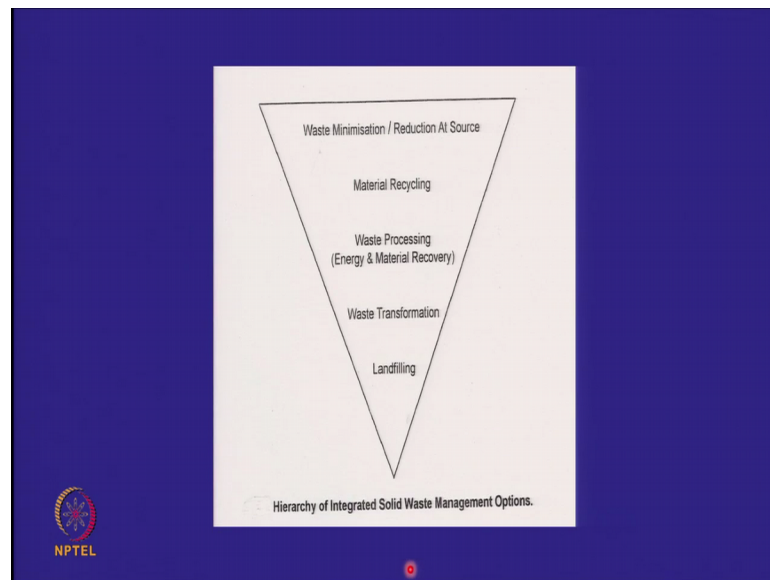 Waste Minimisation / Reduction At Source
Material Recycling
Waste Processing
(Energy & Material Recovery)
Waste Transformation
Landfilling
Hierarchy of Integrated Solid Waste Management Options.
NPTEL